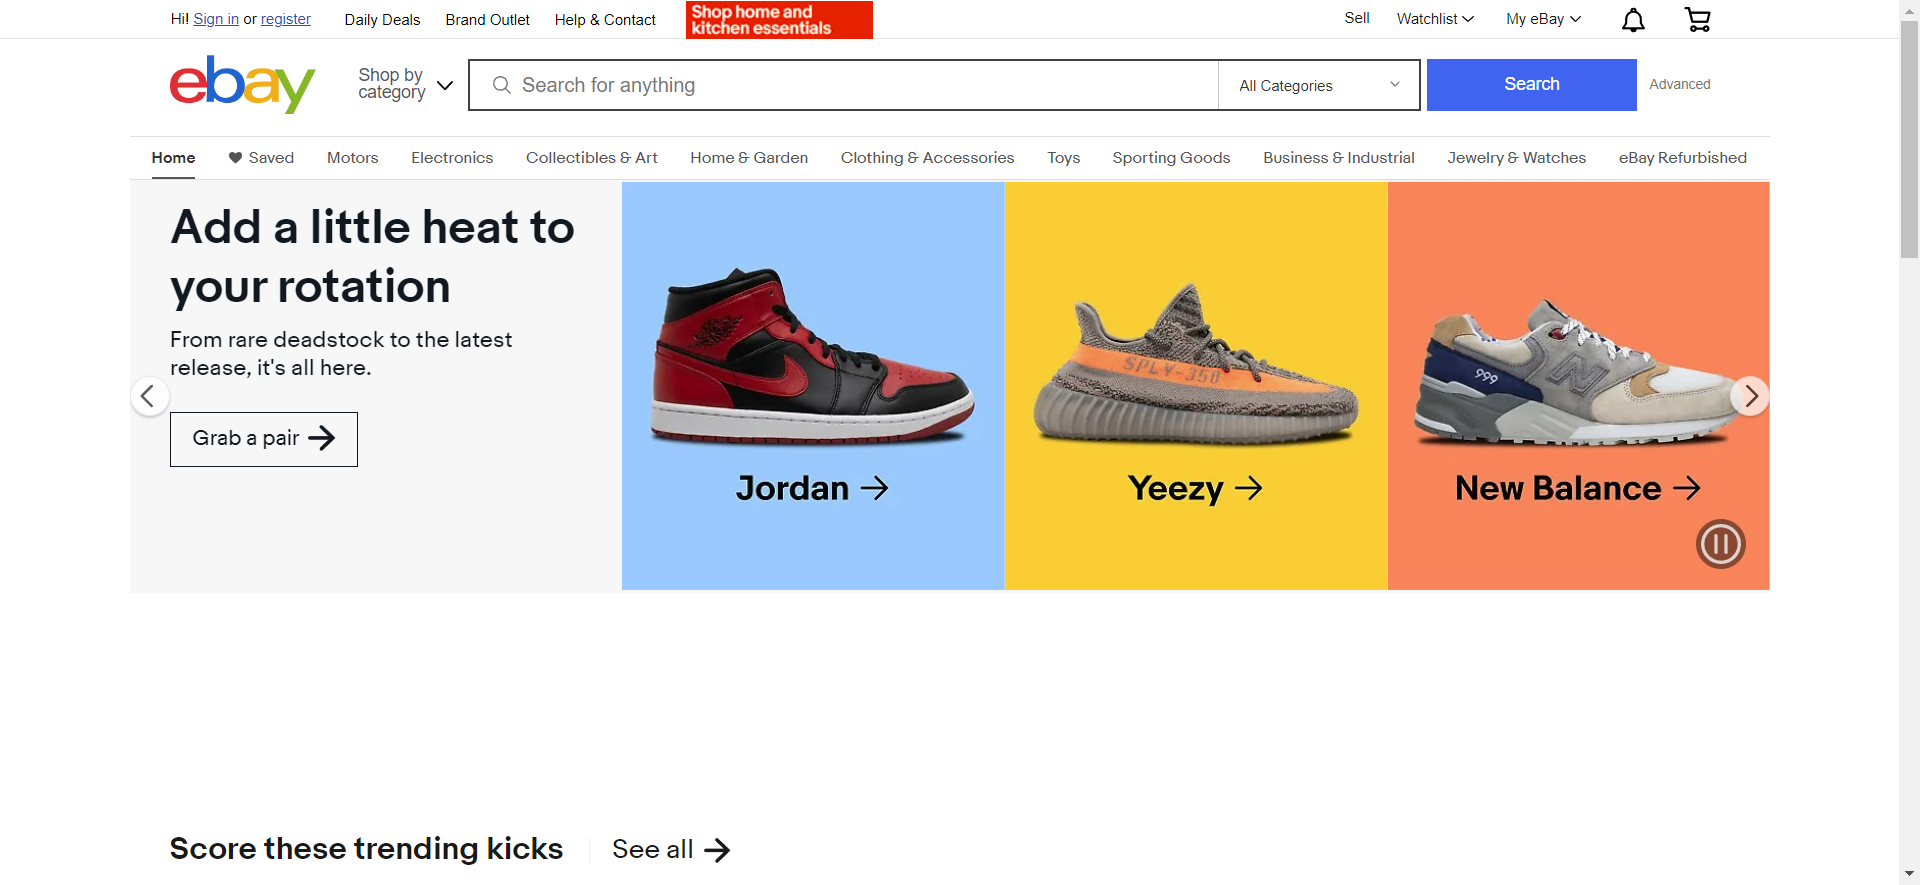 Hi! Sign in or register
Daily Deals
Brand Outlet
Help & Contact
Shop home and
kitchen essentials
Sell
Watchlist
My eBay
ebay
Shop by
category
Search for anything
All Categories
Search
Advanced
Home
Saved
Motors
Electronics
Collectibles & Art
Home & Garden
Clothing & Accessories
Toys
Sporting Goods
Business & Industrial
Jewelry & Watches
eBay Refurbished
Add a little heat to
your rotation
From rare deadstock to the latest
release, it's all here.
Grab a pair
SPLY-350
999
N
Jordan
Yeezy
New Balance
Score these trending kicks
See all